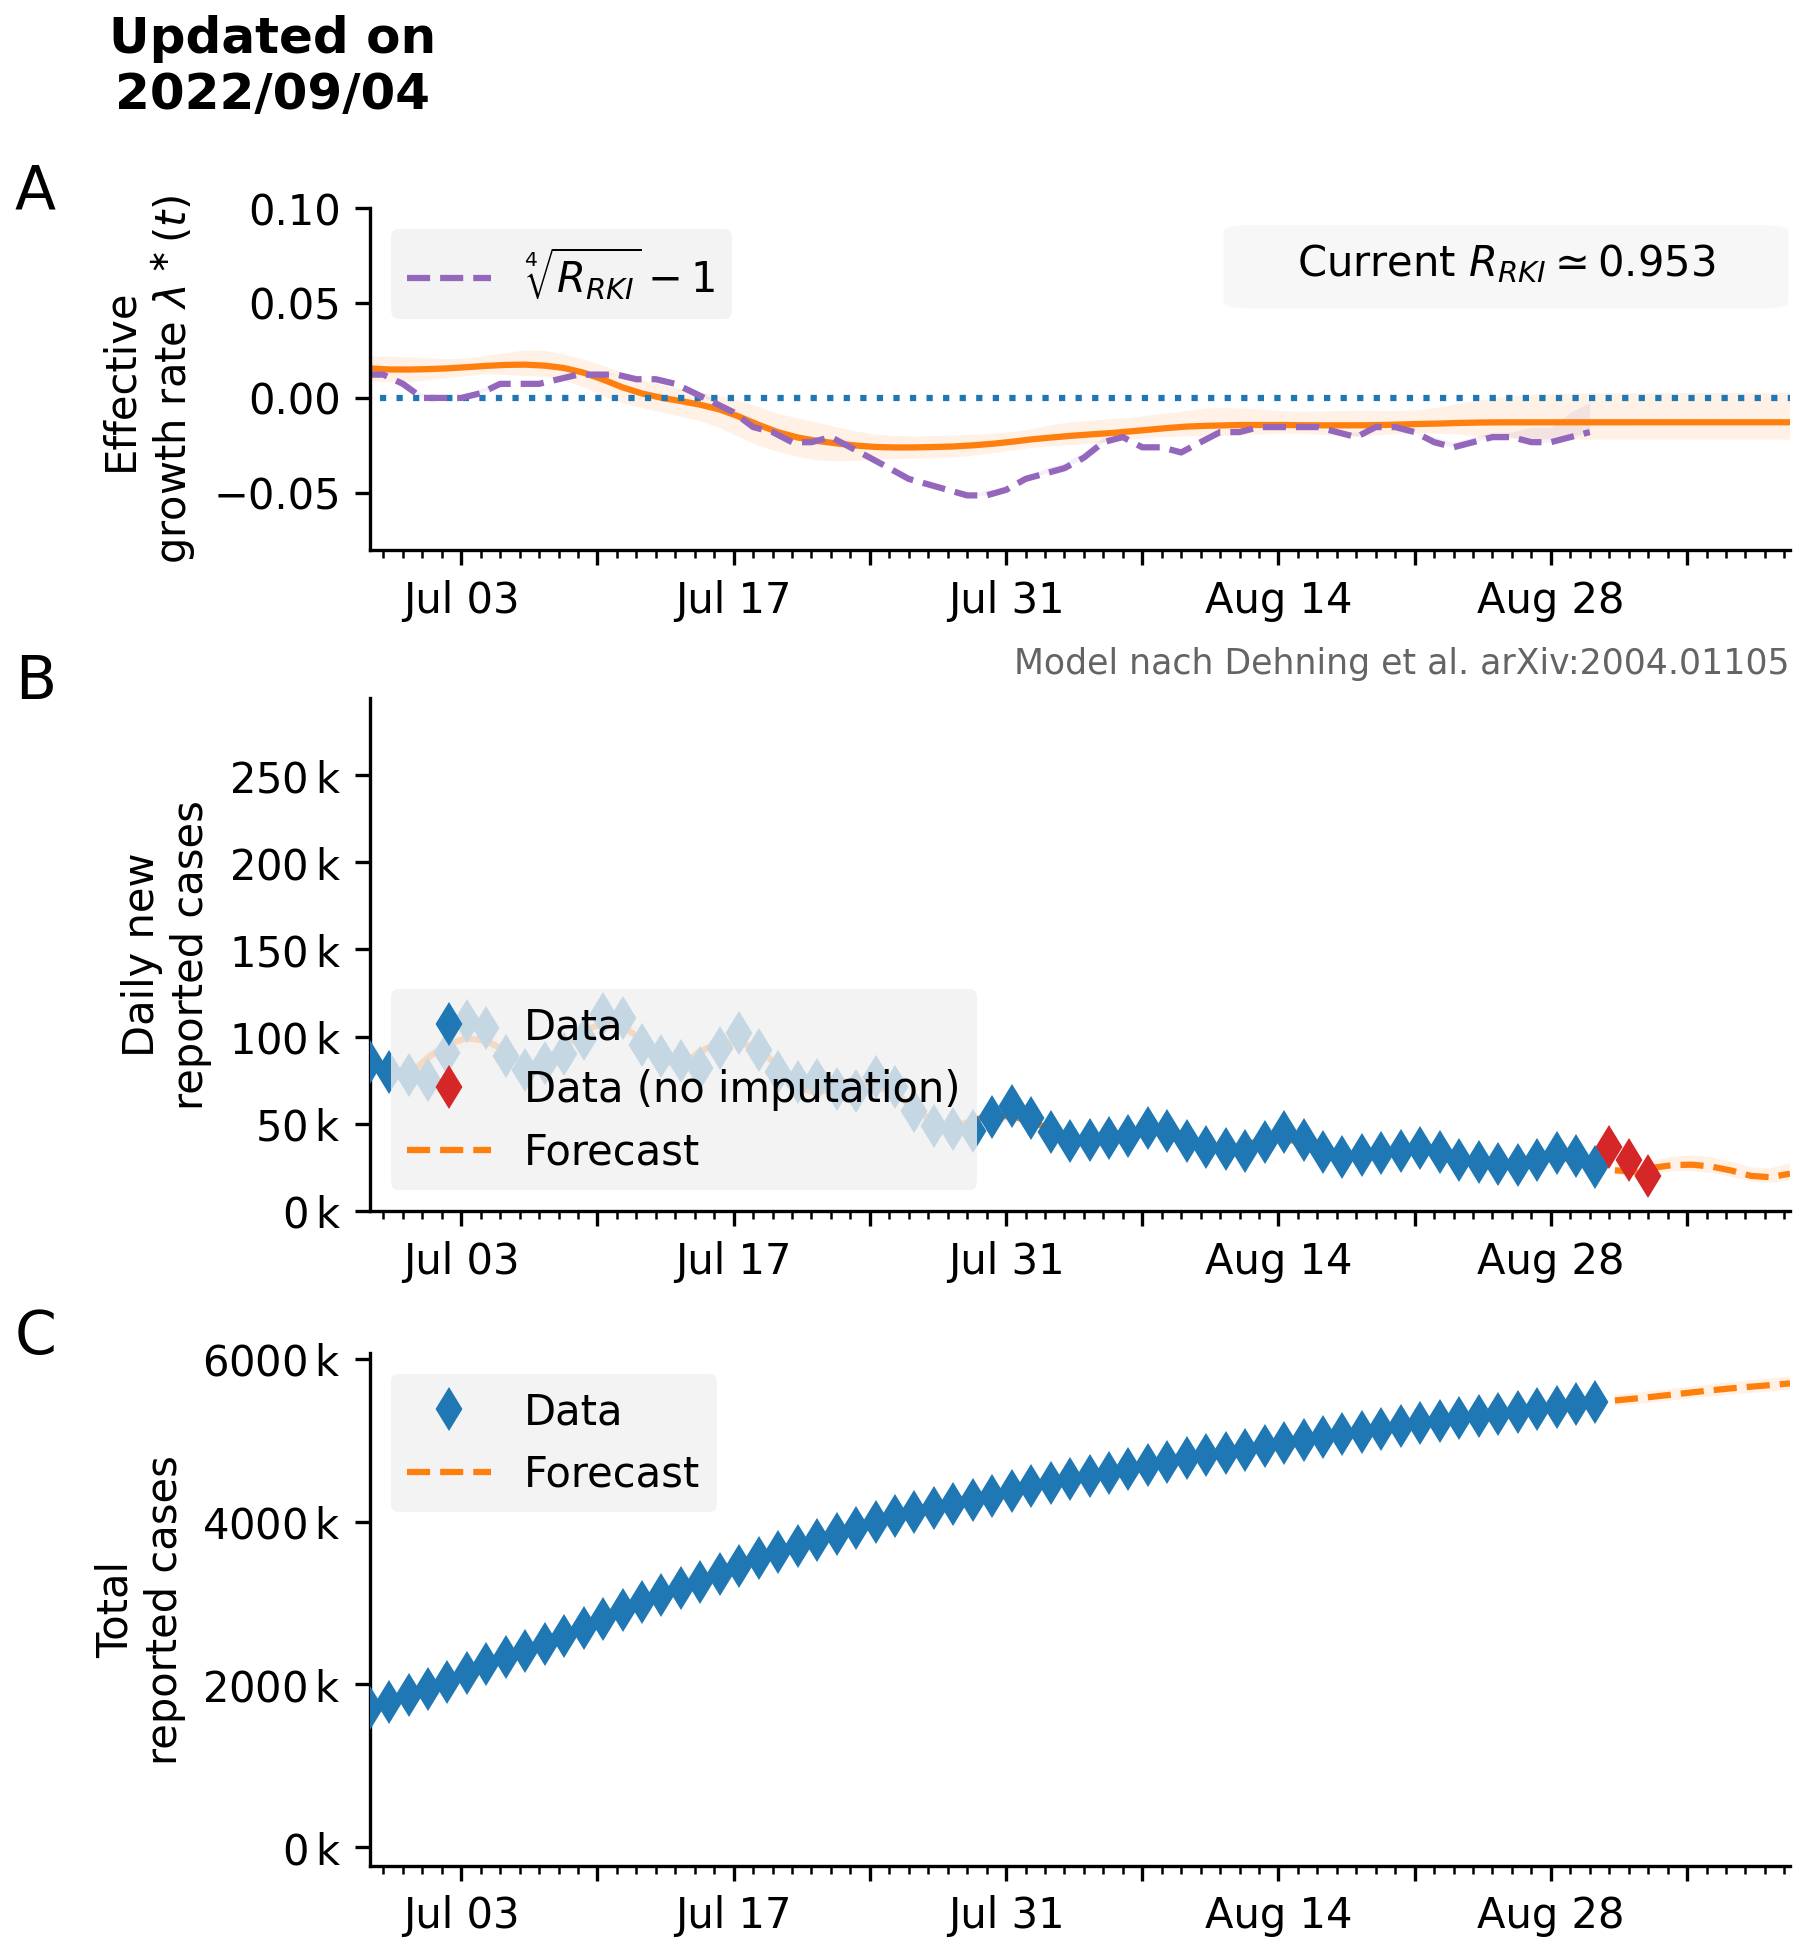 Updated on
2022/09/04
A
Effective
growth rate λ * (t)
0.10
0.05
0.00
−0.05
∜R_RKI − 1
Current R_RKI ≃ 0.953
Jul 03
Jul 17
Jul 31
Aug 14
Aug 28
Model nach Dehning et al. arXiv:2004.01105
B
Daily new
reported cases
250 k
200 k
150 k
100 k
50 k
0 k
Data
Data (no imputation)
Forecast
Jul 03
Jul 17
Jul 31
Aug 14
Aug 28
C
Total
reported cases
6000 k
4000 k
2000 k
0 k
Data
Forecast
Jul 03
Jul 17
Jul 31
Aug 14
Aug 28